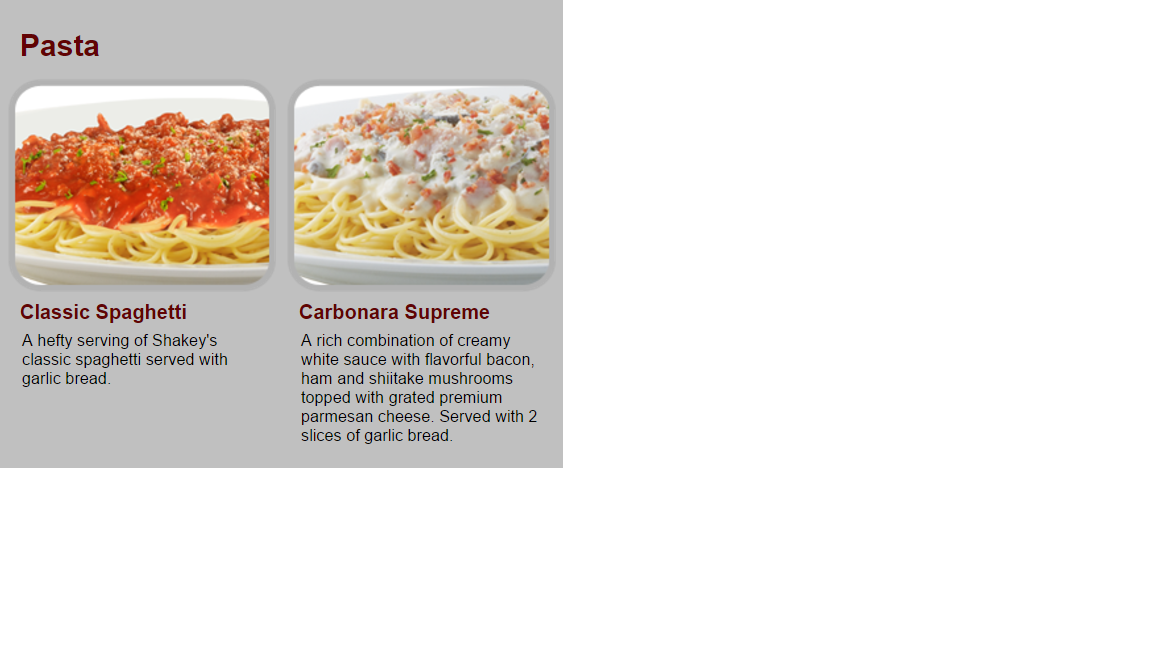 Pasta
Classic Spaghetti
A hefty serving of Shakey's
classic spaghetti served with
garlic bread.
Carbonara Supreme
A rich combination of creamy
white sauce with flavorful bacon,
ham and shiitake mushrooms
topped with grated premium
parmesan cheese. Served with 2
slices of garlic bread.